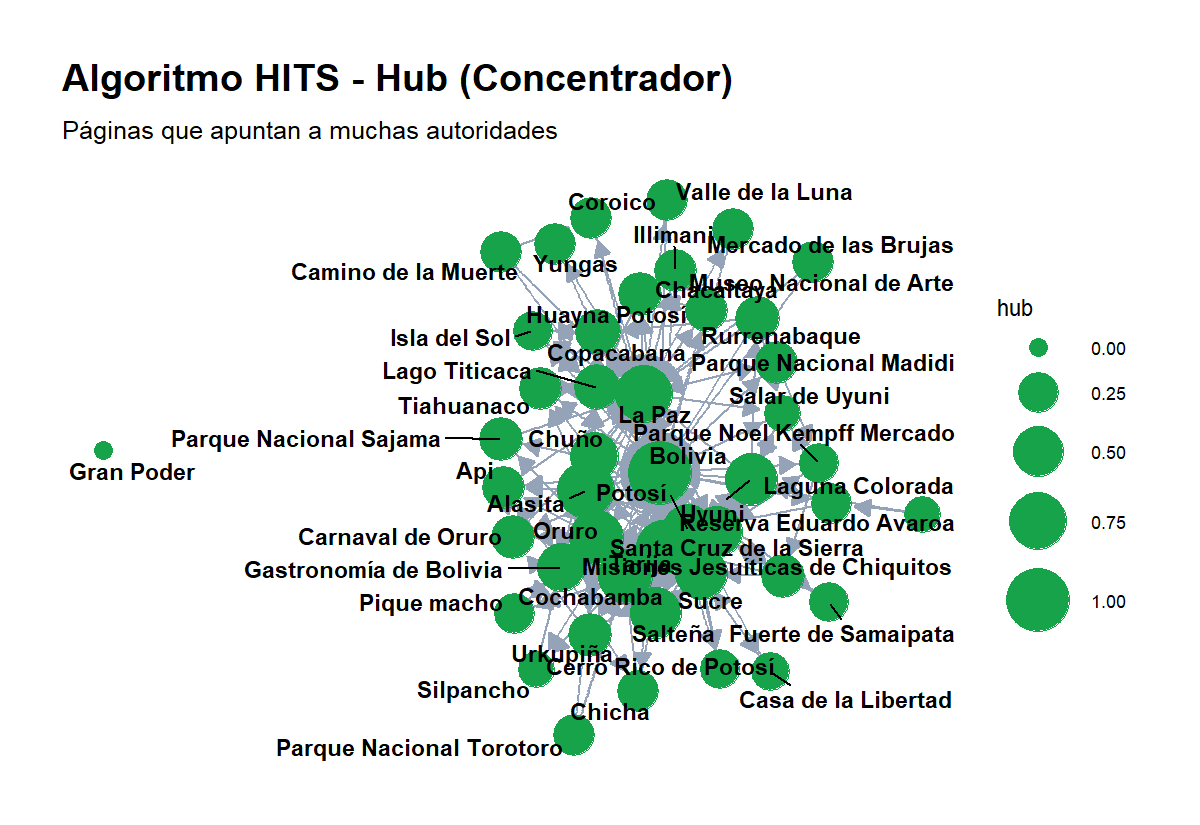 Algoritmo HITS - Hub (Concentrador)
Páginas que apuntan a muchas autoridades
Valle de la Luna
Coroico
Illimani
Mercado de las Brujas
Yungas
Camino de la Muerte
Museo Nacional de Arte
Chacaltaya
hub
Huayna Potosí
Rurrenabaque
Isla del Sol
0.00
Copacabana
Parque Nacional Madidi
Lago Titicaca
0.25
Salar de Uyuni
Tiahuanaco
La Paz
Parque Noel Kempff Mercado
Parque Nacional Sajama
Chuño
0.50
Bolivia
Gran Poder
Api
Laguna Colorada
Potosí
Alasita
Uyuni
Reserva Eduardo Avaroa
0.75
Oruro
Carnaval de Oruro
Santa Cruz de la Sierra
Tarija
Misiones Jesuíticas de Chiquitos
Gastronomía de Bolivia
Cochabamba
Sucre
1.00
Pique macho
Salteña
Fuerte de Samaipata
Urkupiña
Cerro Rico de Potosí
Silpancho
Casa de la Libertad
Chicha
Parque Nacional Torotoro